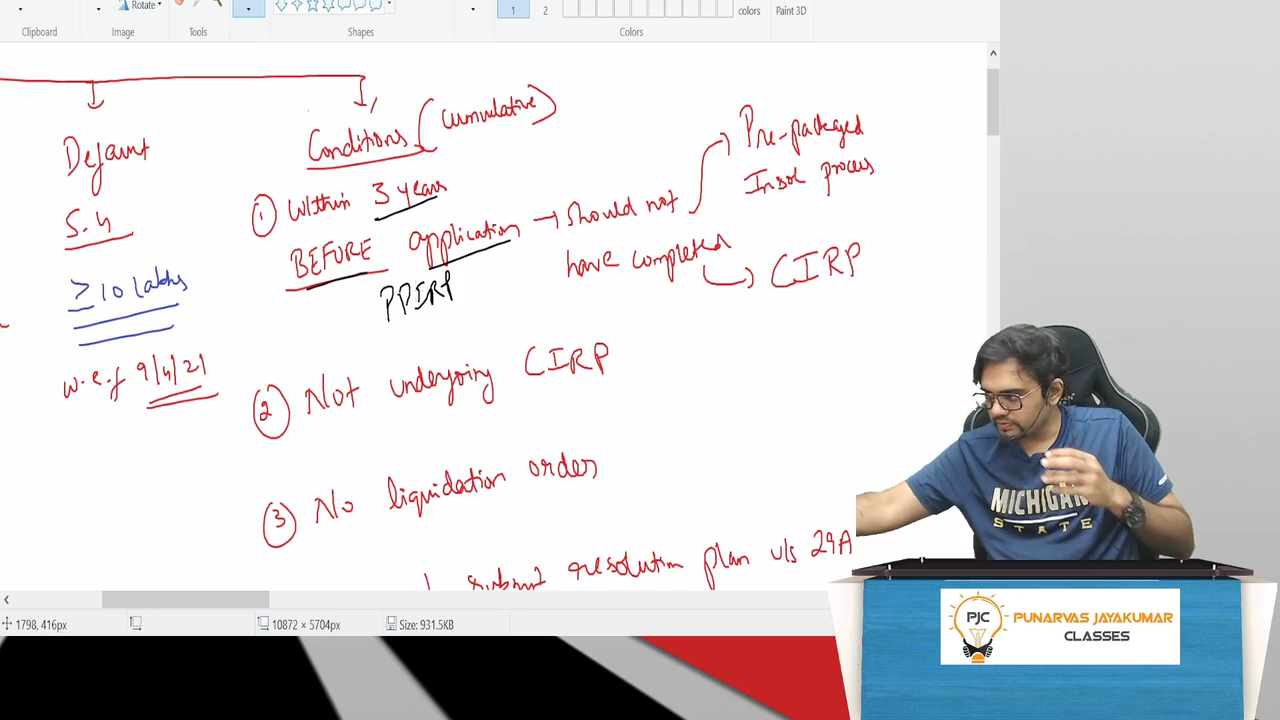 Rotate
1
2
Clipboard
Image
Tools
Shapes
Colors
colors
Paint 3D
Default
S.4
≥ 10 lakhs
w.e.f 9/4/21
Conditions (cumulative)
① Within 3 years
BEFORE application → should not
have completed
PPIRP
Pre-packaged
Insol process
CIRP
② Not undergoing CIRP
③ No liquidation order
submit resolution plan u/s 29A
1798, 416px
10872 × 5704px
Size: 931.5KB
MICHIGAN
STATE
PJC
PUNARVAS JAYAKUMAR
CLASSES